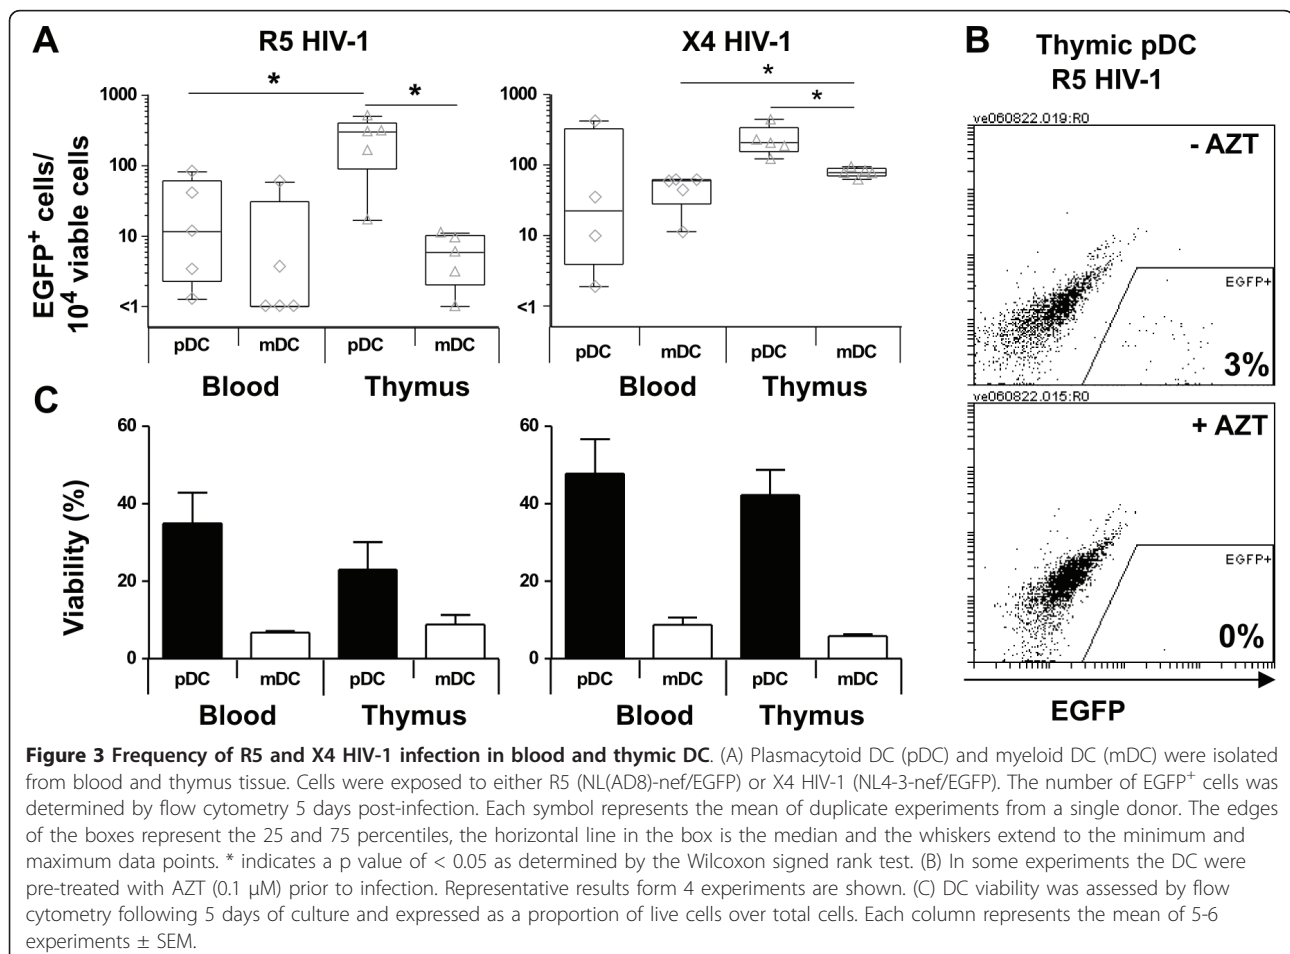 A
R5 HIV-1
X4 HIV-1
B
Thymic pDC
R5 HIV-1
EGFP+ cells/
10^4 viable cells
1000
100
10
<1
*
*
pDC
mDC
pDC
mDC
Blood
Thymus
1000
100
10
<1
*
*
pDC
mDC
pDC
mDC
Blood
Thymus
ve060822.019:R0
- AZT
EGFP+
3%
ve060822.015:R0
+ AZT
EGFP+
0%
EGFP
C
Viability (%)
60
40
20
0
pDC
mDC
pDC
mDC
Blood
Thymus
60
40
20
0
pDC
mDC
pDC
mDC
Blood
Thymus
Figure 3 Frequency of R5 and X4 HIV-1 infection in blood and thymic DC. (A) Plasmacytoid DC (pDC) and myeloid DC (mDC) were isolated
from blood and thymus tissue. Cells were exposed to either R5 (NL(AD8)-nef/EGFP) or X4 HIV-1 (NL4-3-nef/EGFP). The number of EGFP+ cells was
determined by flow cytometry 5 days post-infection. Each symbol represents the mean of duplicate experiments from a single donor. The edges
of the boxes represent the 25 and 75 percentiles, the horizontal line in the box is the median and the whiskers extend to the minimum and
maximum data points. * indicates a p value of < 0.05 as determined by the Wilcoxon signed rank test. (B) In some experiments the DC were
pre-treated with AZT (0.1 μM) prior to infection. Representative results form 4 experiments are shown. (C) DC viability was assessed by flow
cytometry following 5 days of culture and expressed as a proportion of live cells over total cells. Each column represents the mean of 5-6
experiments ± SEM.